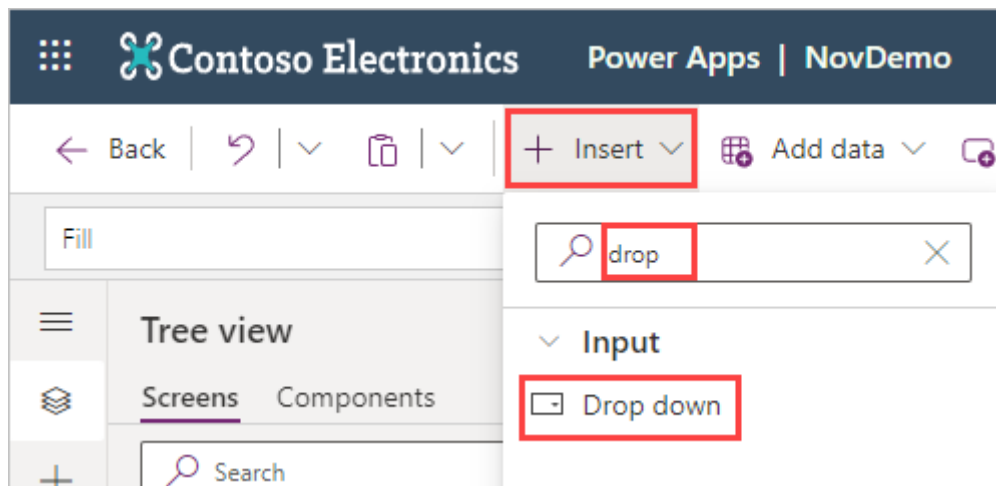 Contoso Electronics Power Apps | NovDemo
Back Insert Add data
Fill
drop
Tree view
Input
Screens Components
Drop down
Search